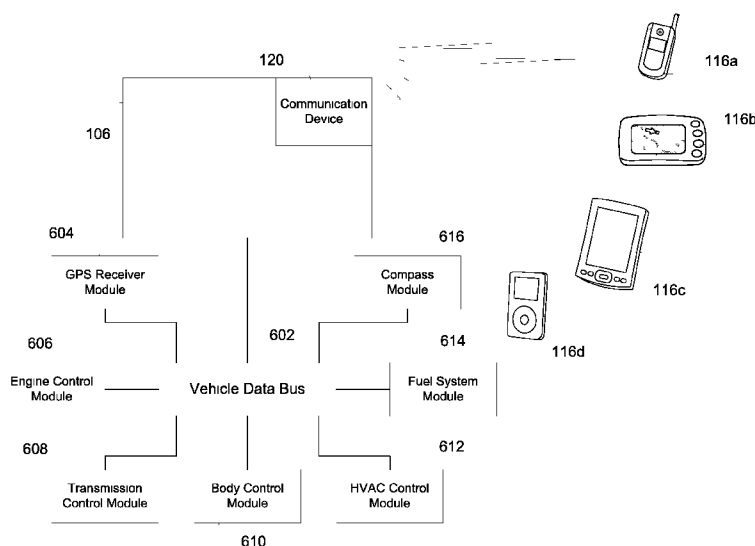 120
116a
Communication
Device
116b
106
604
616
GPS Receiver
Module
Compass
Module
116c
602
606
614
116d
Engine Control
Module
Vehicle Data Bus
Fuel System
Module
608
612
Transmission
Control Module
Body Control
Module
HVAC Control
Module
610